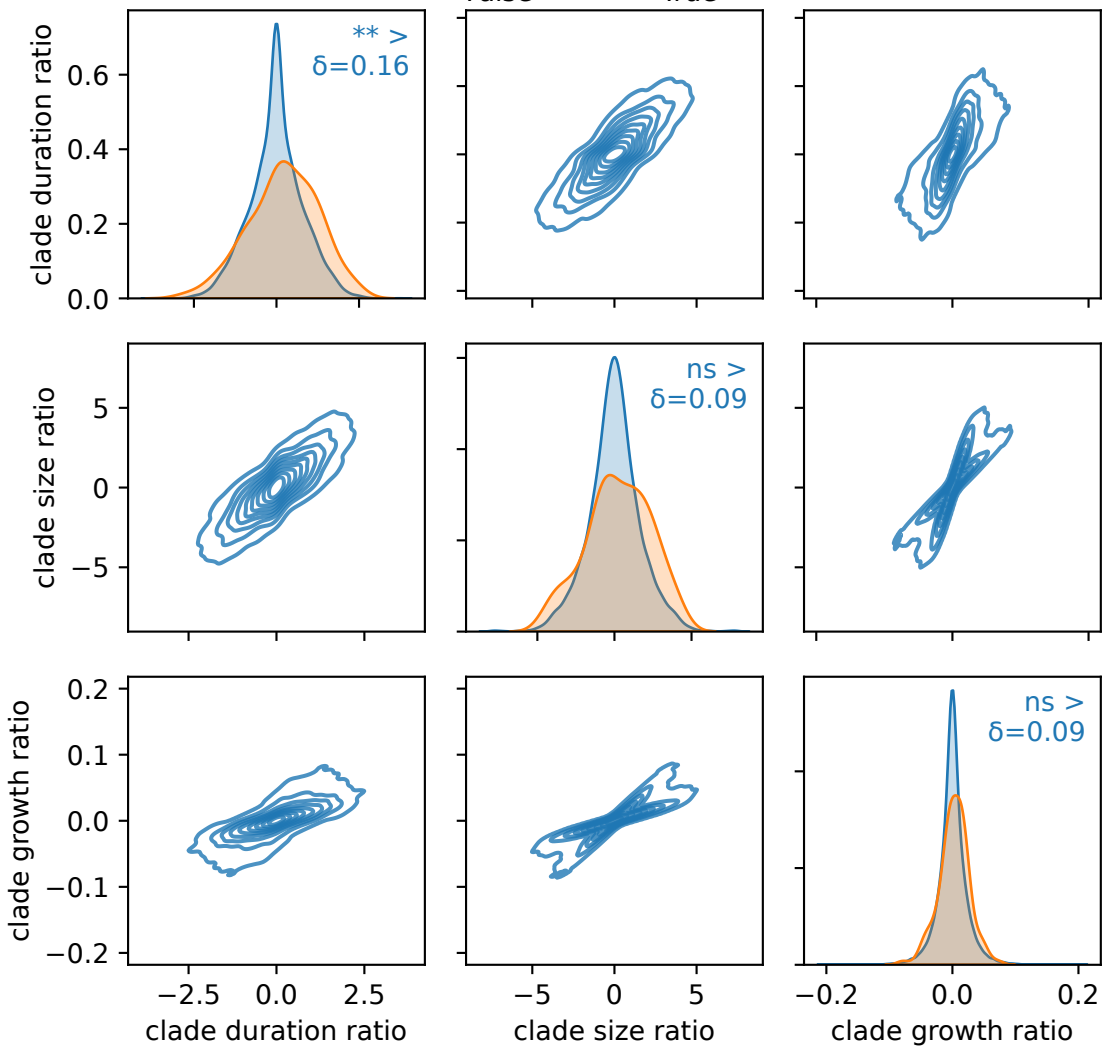 clade duration ratio
0.6
0.4
0.2
0.0
** >
δ=0.16
clade size ratio
5
0
−5
ns >
δ=0.09
clade growth ratio
0.2
0.1
0.0
−0.1
−0.2
ns >
δ=0.09
−2.5 0.0 2.5
−5 0 5
−0.2 0.0 0.2
clade duration ratio
clade size ratio
clade growth ratio